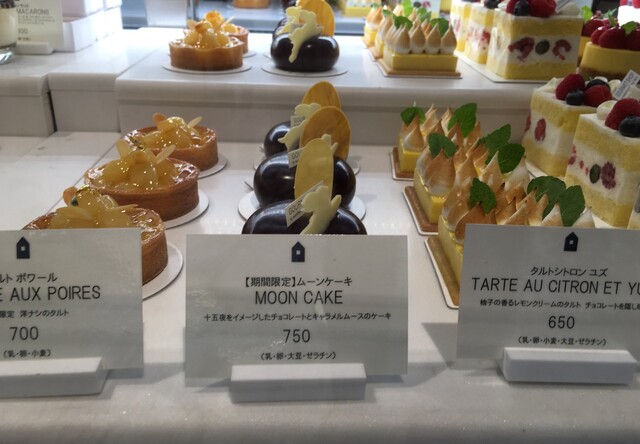 MACARONS
ルト ポワール
E AUX POIRES
限定 洋ナシのタルト
700
(乳・卵・小麦)
【期間限定】ムーンケーキ
MOON CAKE
十五夜をイメージしたチョコレートとキャラメルムースのケーキ
750
(乳・卵・大豆・ゼラチン)
タルトシトロン ユズ
TARTE AU CITRON ET YU
柚子の香るレモンクリームのタルト チョコレートを隠し
650
(乳・卵・小麦・大豆・ゼラチン)